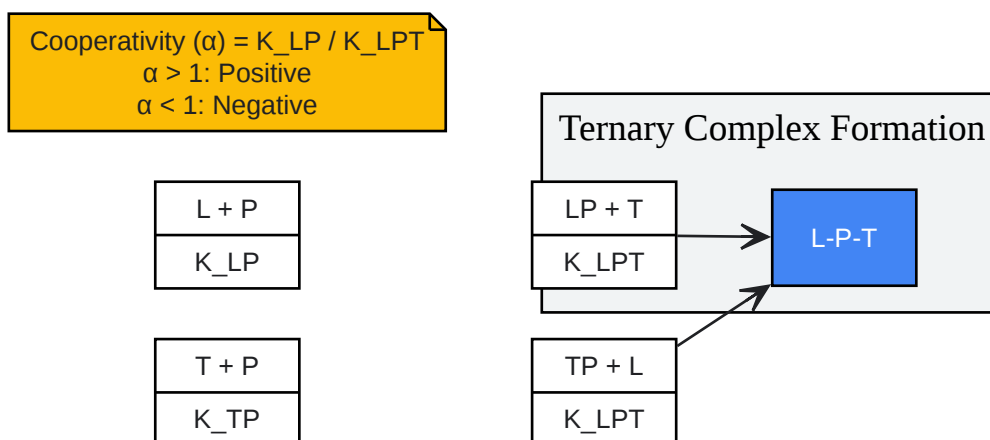 Cooperativity (α) = K_LP / K_LPT
α > 1: Positive
α < 1: Negative
Ternary Complex Formation
L + P
K_LP
LP + T
K_LPT
L-P-T
T + P
K_TP
TP + L
K_LPT